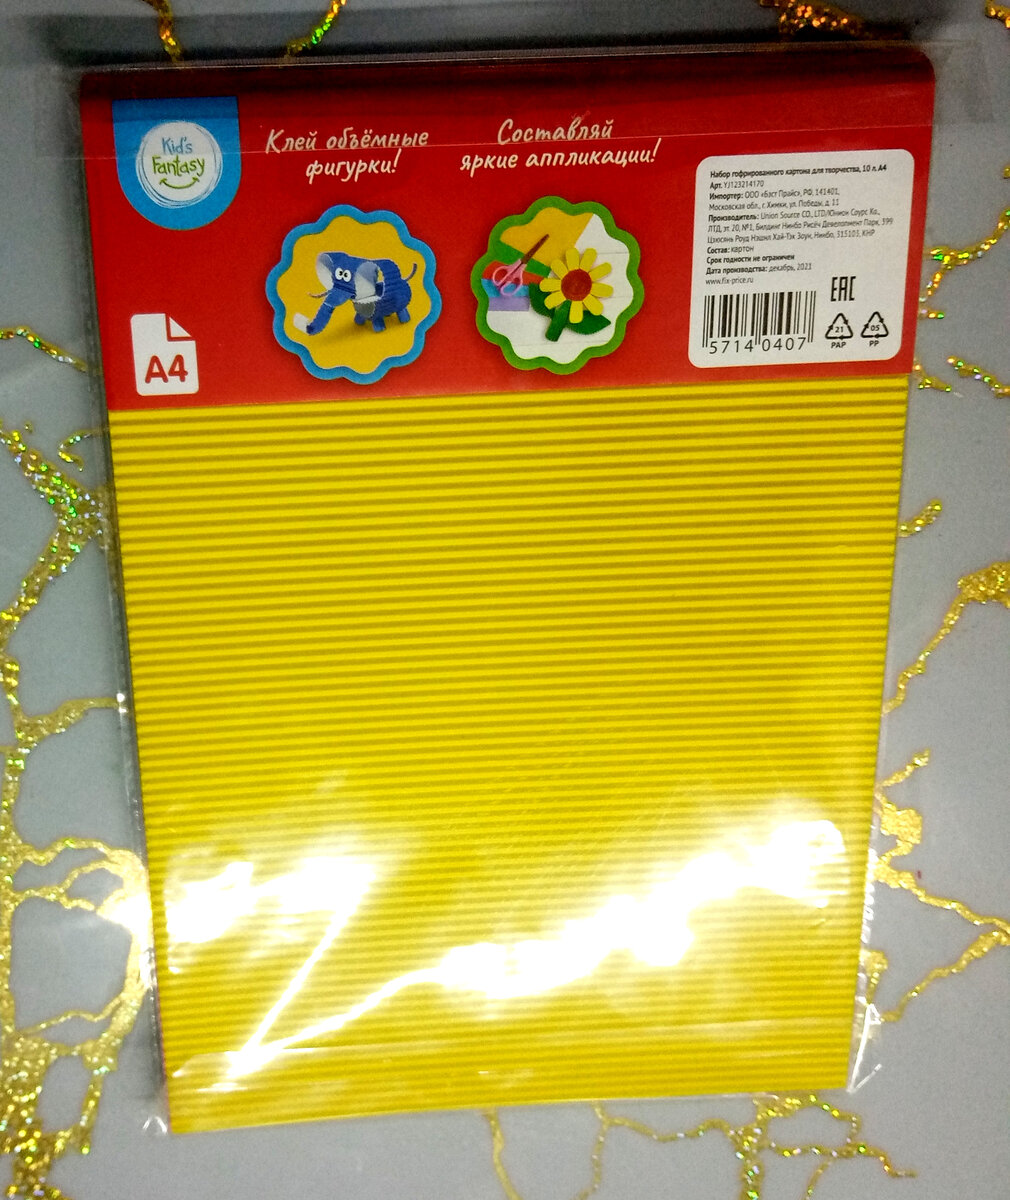 Kid's
Fantasy
Клей объёмные
фигурки!
Составляй
яркие аппликации!
A4
Набор гофрированного картона для творчества, 10 л. А4
Арт. YJ123214170
Импортер: ООО «Бэст Прайс», РФ, 141401,
Московская обл., г. Химки, ул. Победы, д. 11
Производитель: Union Source CO., LTD/Юнион Соурс Ко.,
ЛТД, эт. 20, №1, Билдинг Нинбо Рисёч Девелопмент Парк, 399
Цзюсянь Роуд Нэшнл Хай-Тэк Зоун, Нинбо, 315103, КНР
Состав: картон
Срок годности не ограничен
Дата производства: декабрь, 2021
www.fix-price.ru
EAC
5714 0407
21
PAP
05
PP